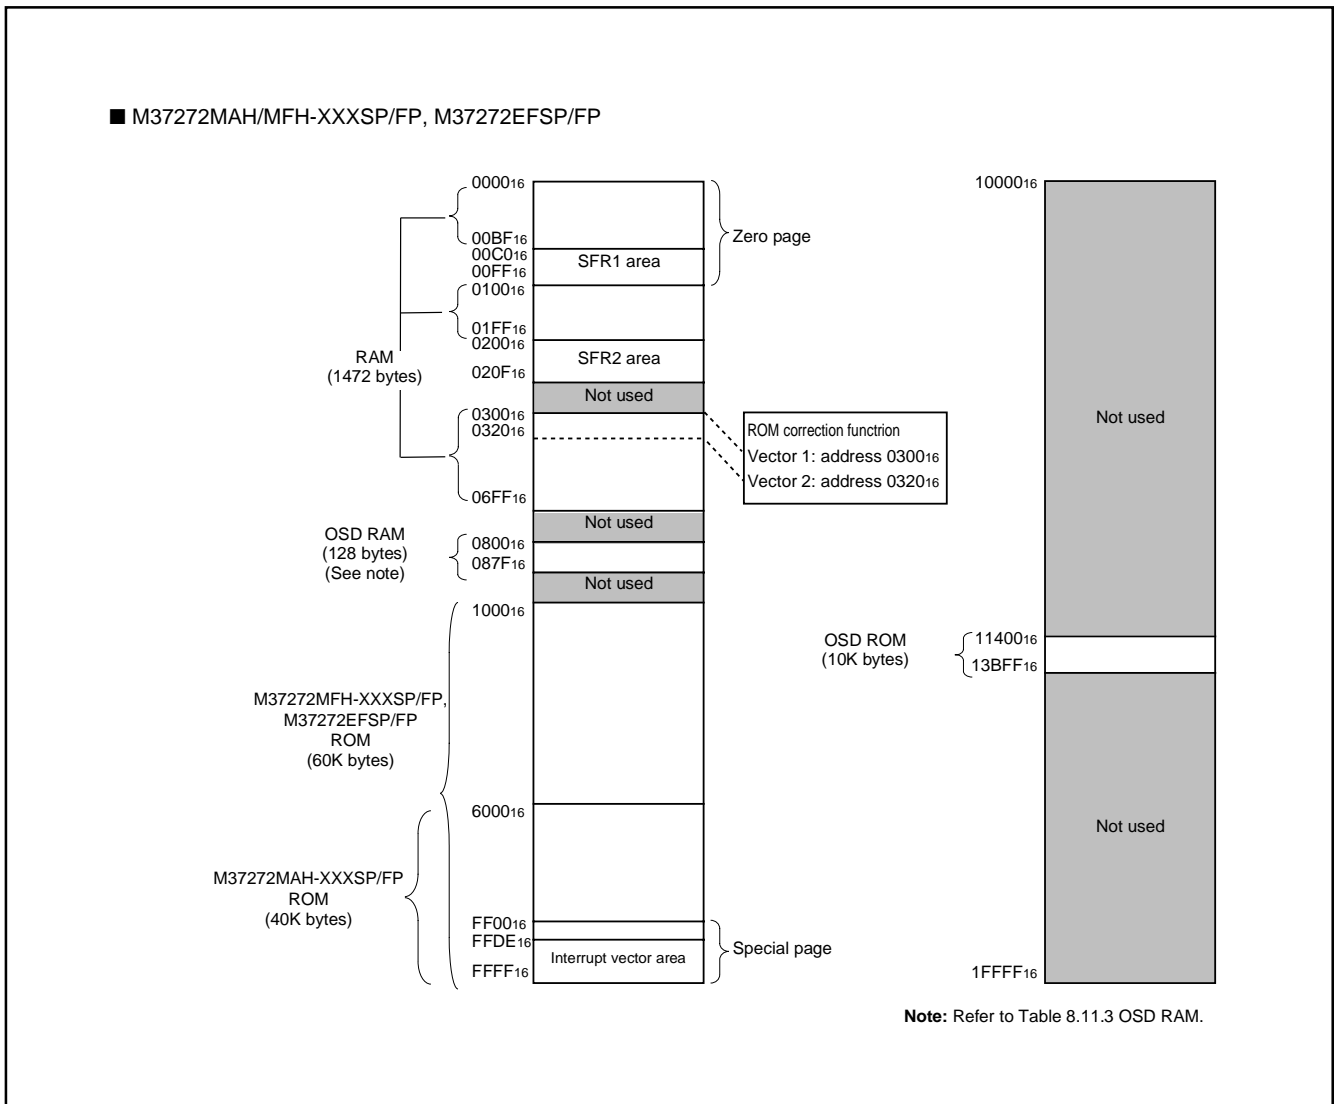 ■ M37272MAH/MFH-XXXSP/FP, M37272EFSP/FP
000016
00BF16
00C016
00FF16
010016
01FF16
020016
020F16
030016
032016
06FF16
080016
087F16
100016
600016
FF0016
FFDE16
FFFF16
RAM
(1472 bytes)
OSD RAM
(128 bytes)
(See note)
M37272MFH-XXXSP/FP,
M37272EFSP/FP
ROM
(60K bytes)
M37272MAH-XXXSP/FP
ROM
(40K bytes)
SFR1 area
SFR2 area
Not used
Not used
Not used
Interrupt vector area
Zero page
ROM correction functrion
Vector 1: address 030016
Vector 2: address 032016
Special page
1000016
Not used
OSD ROM
(10K bytes)
1140016
13BFF16
Not used
1FFFF16
Note: Refer to Table 8.11.3 OSD RAM.